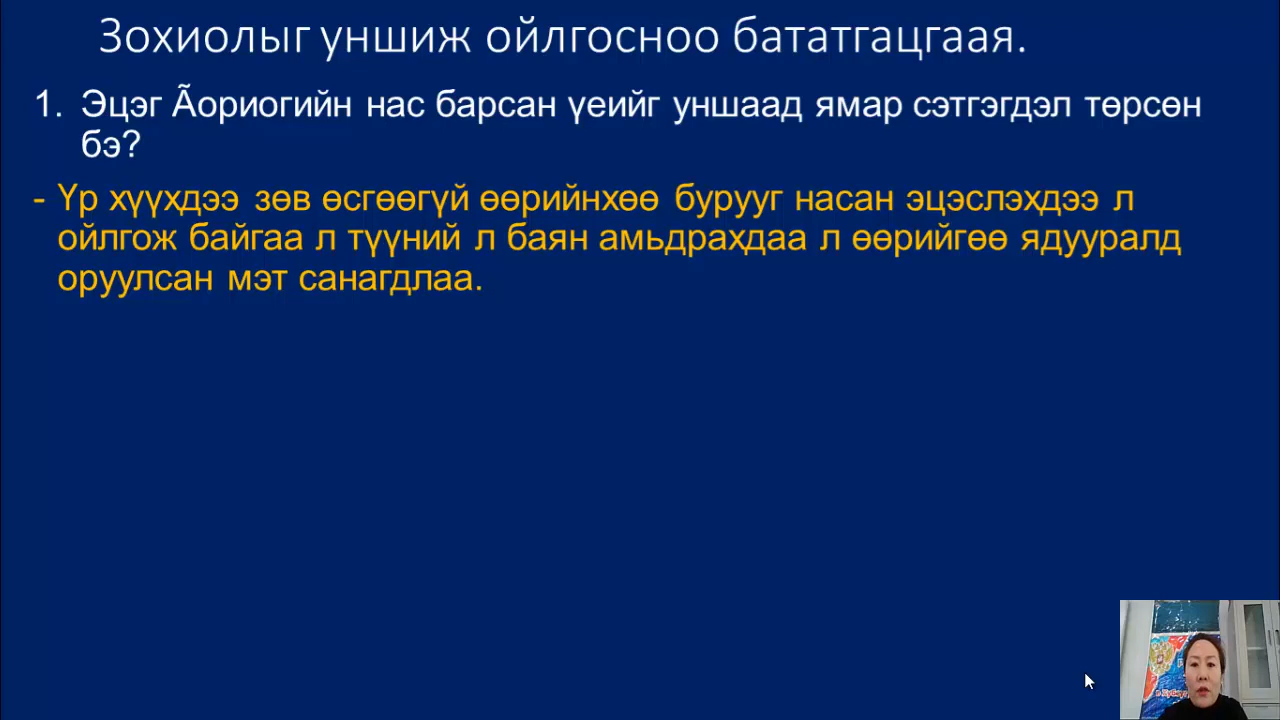 Зохиолыг уншиж ойлгосноо бататгацгаая.
1. Эцэг Ãориогийн нас барсан үеийг уншаад ямар сэтгэгдэл төрсөн
бэ?
- Үр хүүхдээ зөв өсгөөгүй өөрийнхөө бурууг насан эцэслэхдээ л
ойлгож байгаа л түүний л баян амьдрахдаа л өөрийгөө ядууралд
оруулсан мэт санагдлаа.